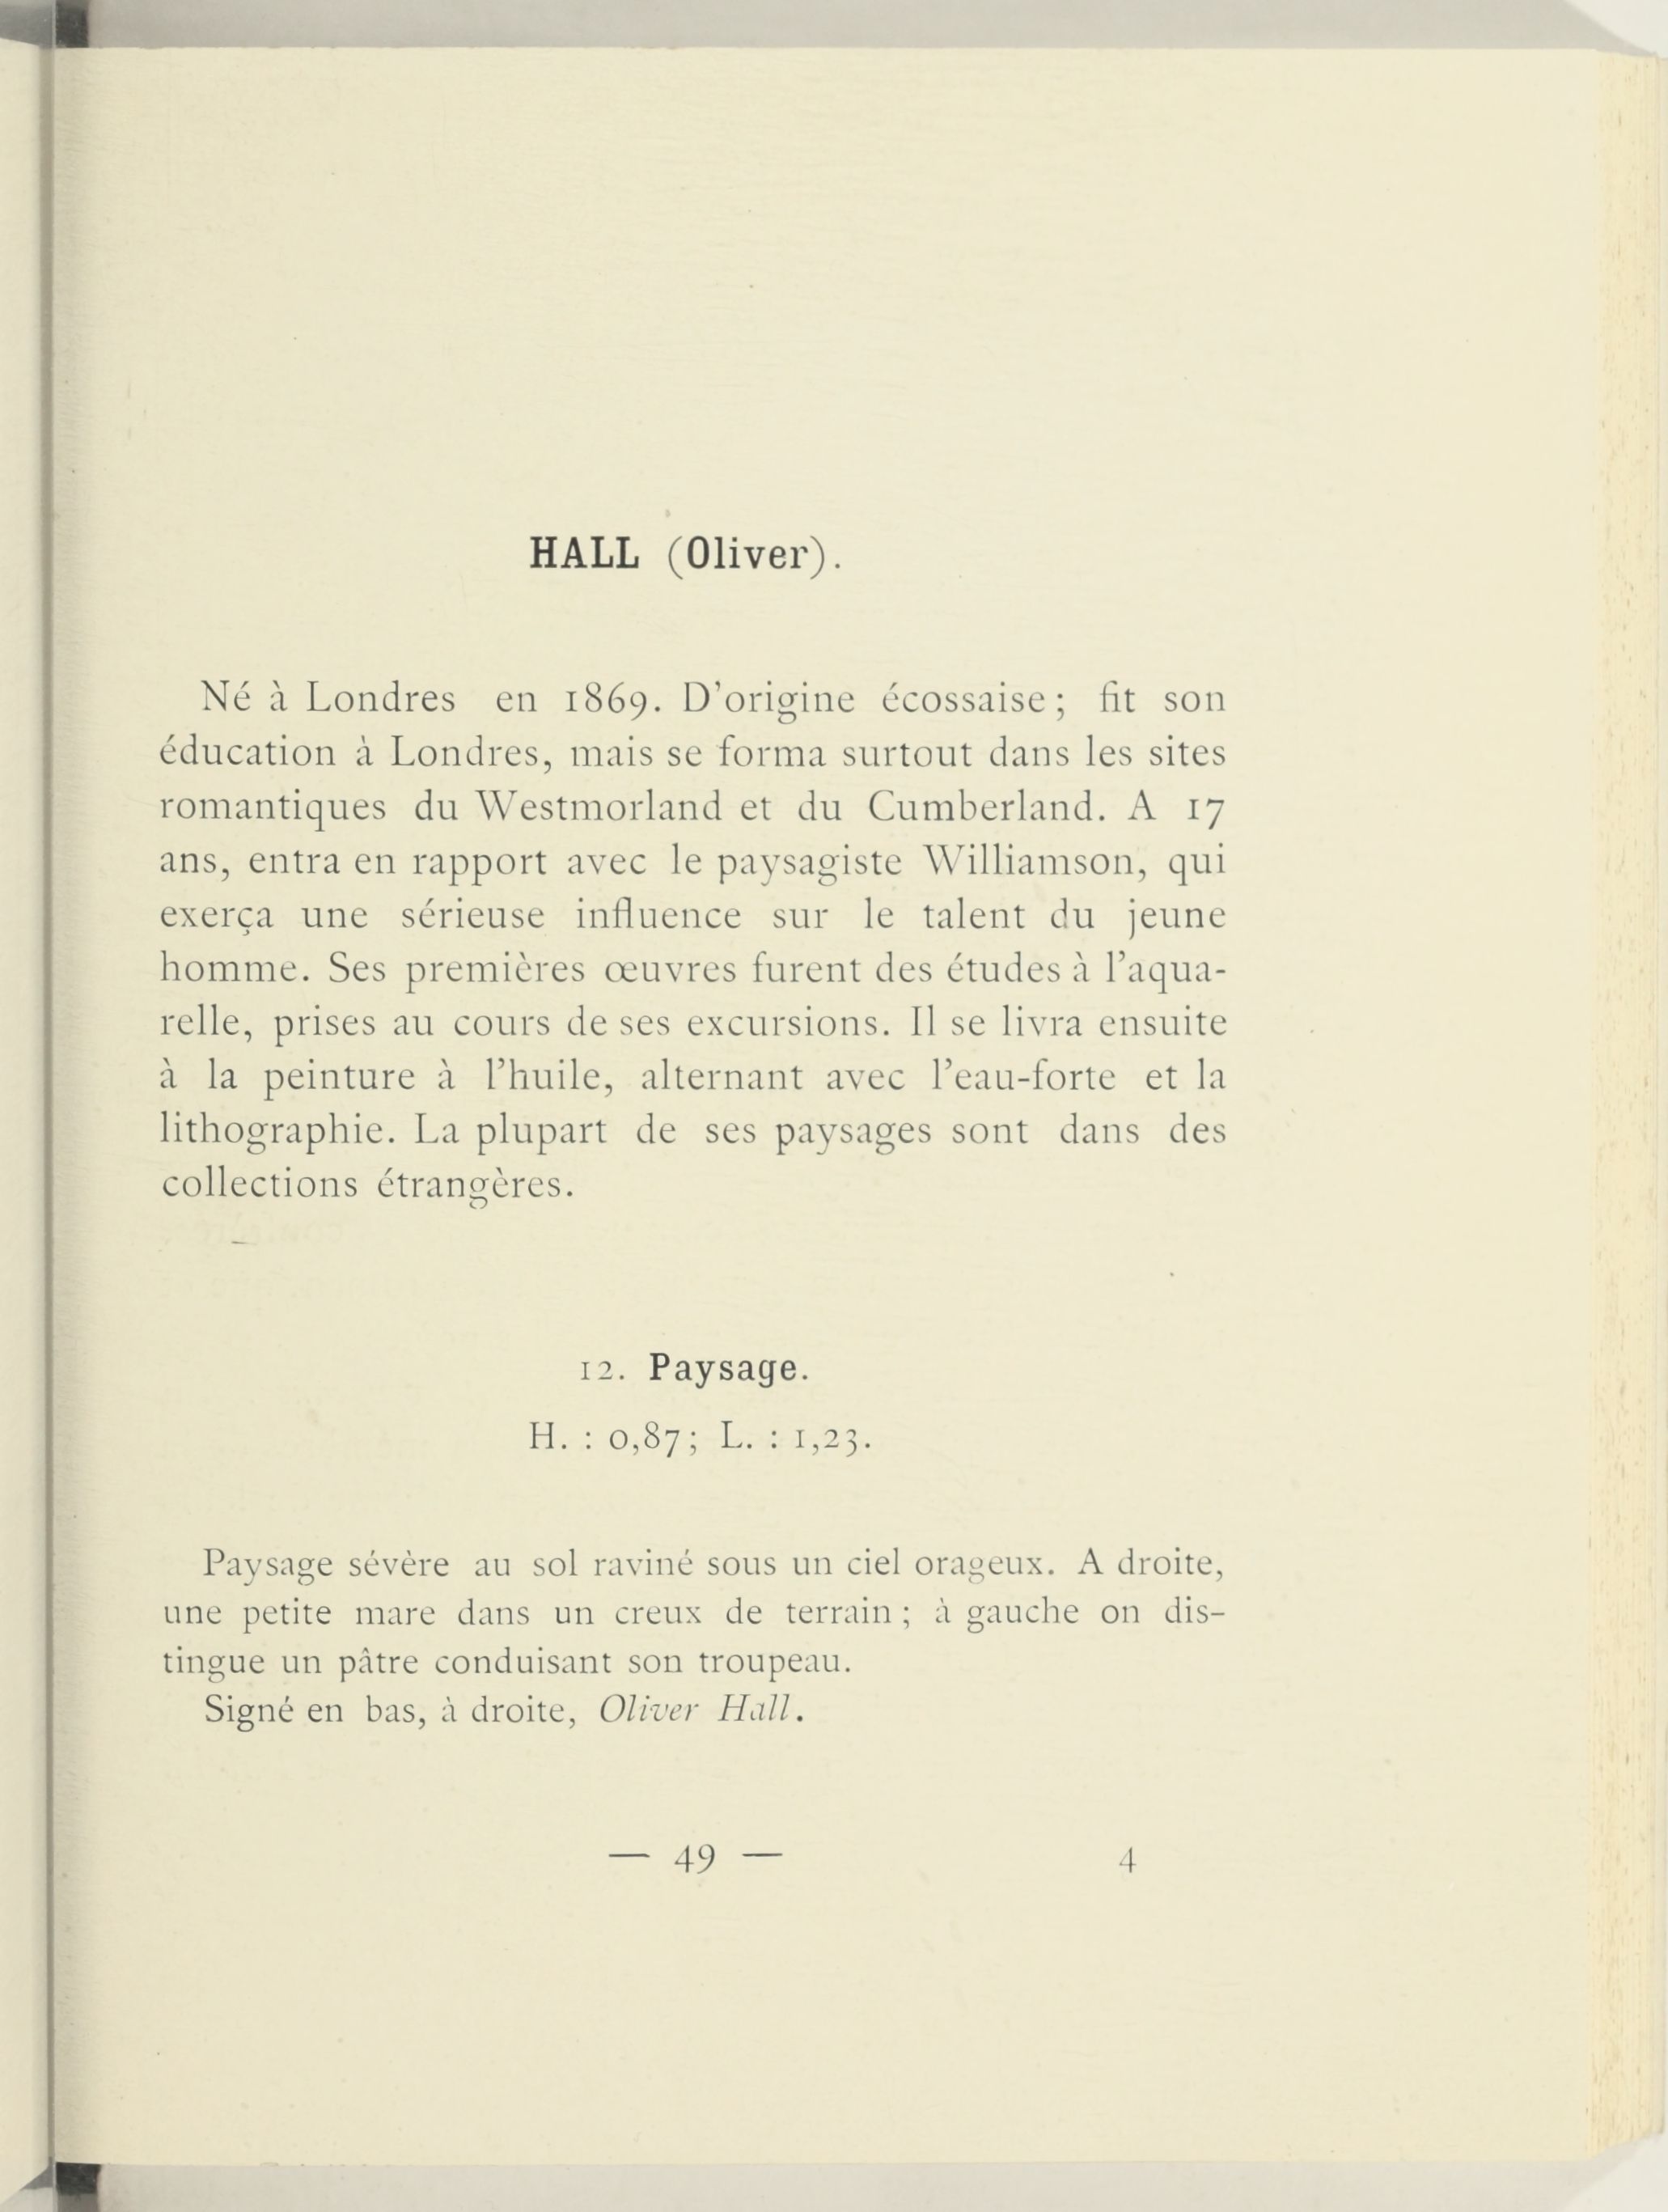 HALL (Oliver).
Né à Londres en 1869. D'origine écossaise; fit son
éducation à Londres, mais se forma surtout dans les sites
romantiques du Westmorland et du Cumberland. A 17
ans, entra en rapport avec le paysagiste Williamson, qui
exerça une sérieuse influence sur le talent du jeune
homme. Ses premières œuvres furent des études à l'aqua-
relle, prises au cours de ses excursions. Il se livra ensuite
à la peinture à l'huile, alternant avec l'eau-forte et la
lithographie. La plupart de ses paysages sont dans des
collections étrangères.
12. Paysage.
H. : 0,87; L. : 1,23.
Paysage sévère au sol raviné sous un ciel orageux. A droite,
une petite mare dans un creux de terrain; à gauche on dis-
tingue un pâtre conduisant son troupeau.
Signé en bas, à droite, Oliver Hall.
— 49 — 4